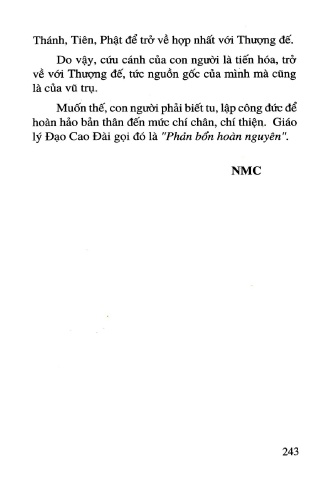 Thánh, Tiên, Phật để trở về hợp nhất với Thượng đế.
Do vậy, cứu cánh của con người là tiến hóa, trở
về với Thượng đế, tức nguồn gốc của mình mà cũng
là của vũ trụ.
Muốn thế, con người phải biết tu, lập công đức để
hoàn hảo bản thân đến mức chí chân, chí thiện. Giáo
lý Đạo Cao Đài gọi đó là "Phản bổn hoàn nguyên".
NMC
243